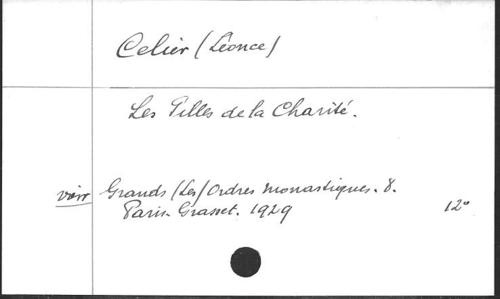 Celier (Léonce)
Les Filles de la Charité.
voir Grands (Les) Ordres monastiques. 8.
Paris. Grasset. 1929 12°